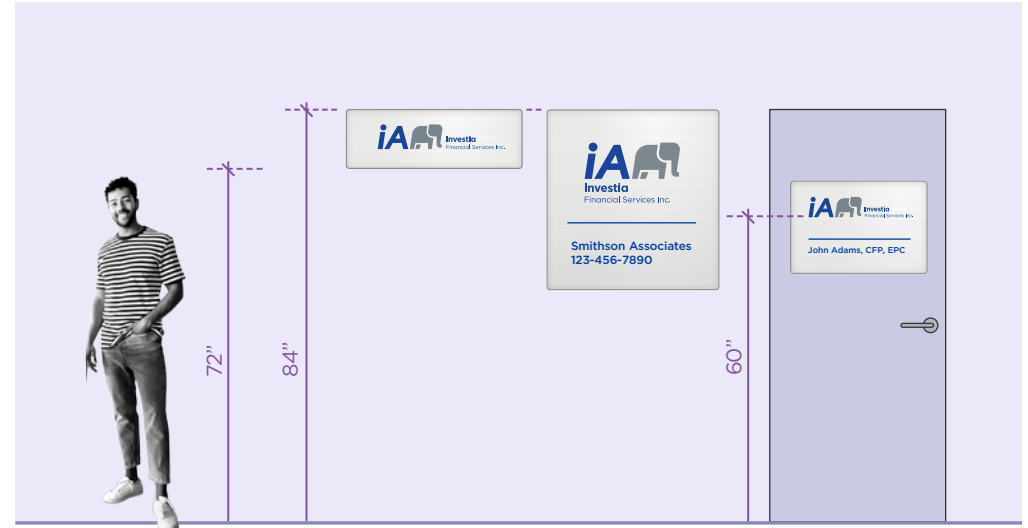 72”
84”
iA Investia
Financial Services Inc.
iA
Investia
Financial Services Inc.
Smithson Associates
123-456-7890
60”
iA Investia
Financial Services Inc.
John Adams, CFP, EPC